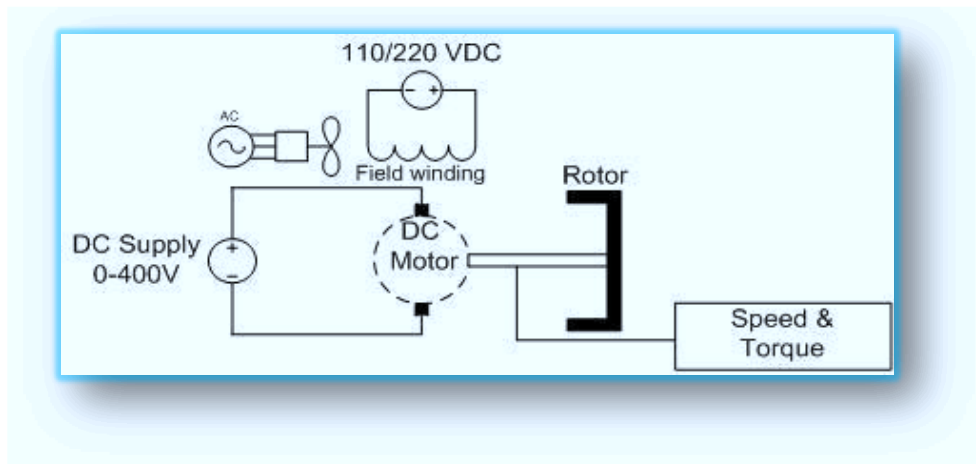 110/220 VDC
- +
AC
Field winding
Rotor
DC
Motor
DC Supply
0-400V
+
−
Speed &
Torque